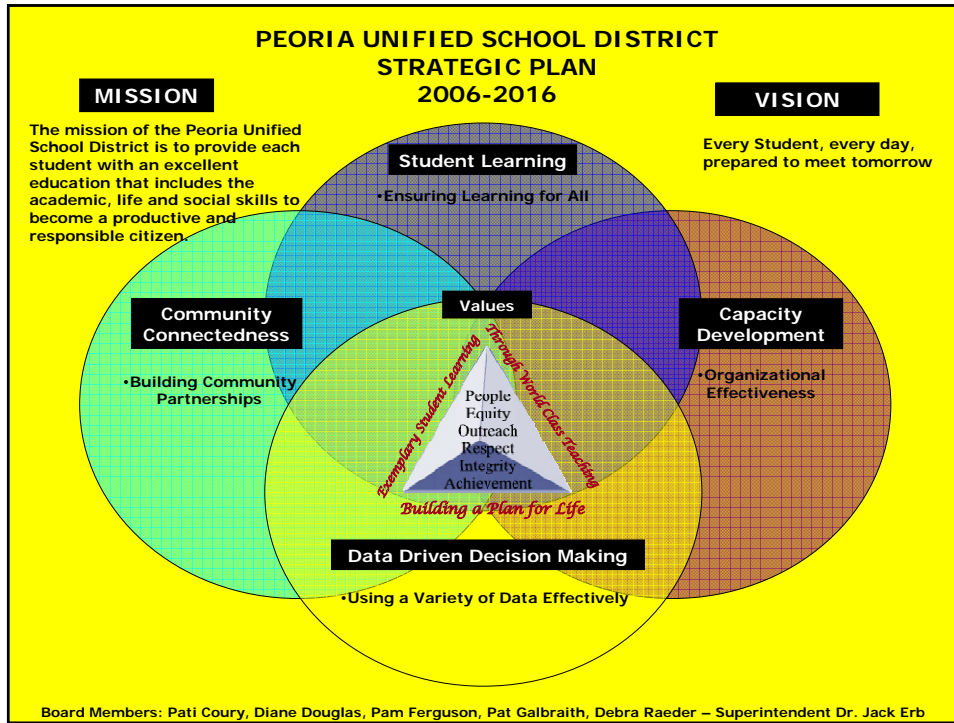 PEORIA UNIFIED SCHOOL DISTRICT
STRATEGIC PLAN
2006-2016
MISSION
The mission of the Peoria Unified
School District is to provide each
student with an excellent
education that includes the
academic, life and social skills to
become a productive and
responsible citizen.
VISION
Every Student, every day,
prepared to meet tomorrow
Student Learning
•Ensuring Learning for All
Community
Connectedness
•Building Community
Partnerships
Values
Capacity
Development
•Organizational
Effectiveness
Exemplary Student Learning
Through World Class Teaching
People
Equity
Outreach
Respect
Integrity
Achievement
Building a Plan for Life
Data Driven Decision Making
•Using a Variety of Data Effectively
Board Members: Pati Coury, Diane Douglas, Pam Ferguson, Pat Galbraith, Debra Raeder – Superintendent Dr. Jack Erb